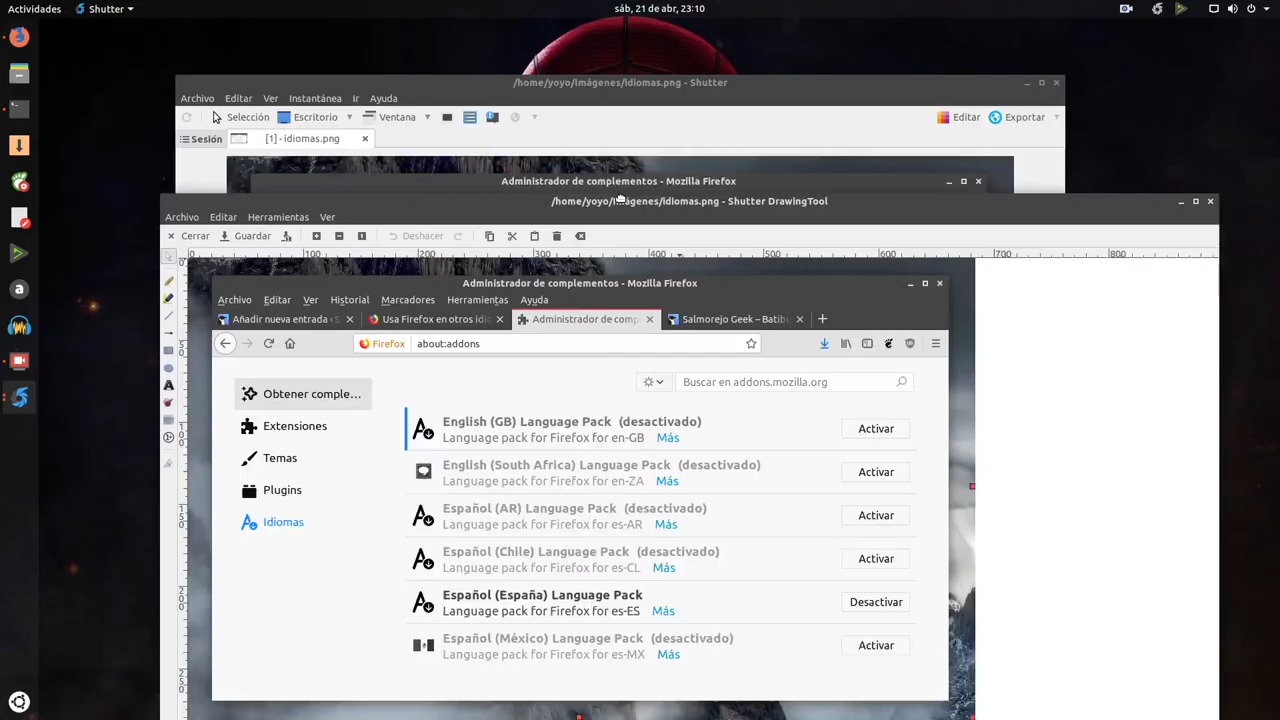 Actividades
Shutter
sáb, 21 de abr, 23:10
/home/yoyo/Imágenes/idiomas.png - Shutter
Archivo Editar Ver Instantánea Ir Ayuda
Selección Escritorio Ventana Editar Exportar
Sesión [1] - idiomas.png
Administrador de complementos - Mozilla Firefox
/home/yoyo/Imágenes/idiomas.png - Shutter DrawingTool
Archivo Editar Herramientas Ver
Cerrar Guardar Deshacer
0 100 200 300 400 500 600 700 800
Administrador de complementos - Mozilla Firefox
Archivo Editar Ver Historial Marcadores Herramientas Ayuda
Añadir nueva entrada Usa Firefox en otros idi Administrador de comp Salmorejo Geek – Batibu
Firefox about:addons
Obtener comple...
Buscar en addons.mozilla.org
Extensiones
Temas
Plugins
Idiomas
English (GB) Language Pack (desactivado)
Language pack for Firefox for en-GB Más
Activar
English (South Africa) Language Pack (desactivado)
Language pack for Firefox for en-ZA Más
Activar
Español (AR) Language Pack (desactivado)
Language pack for Firefox for es-AR Más
Activar
Español (Chile) Language Pack (desactivado)
Language pack for Firefox for es-CL Más
Activar
Español (España) Language Pack
Language pack for Firefox for es-ES Más
Desactivar
Español (México) Language Pack (desactivado)
Language pack for Firefox for es-MX Más
Activar